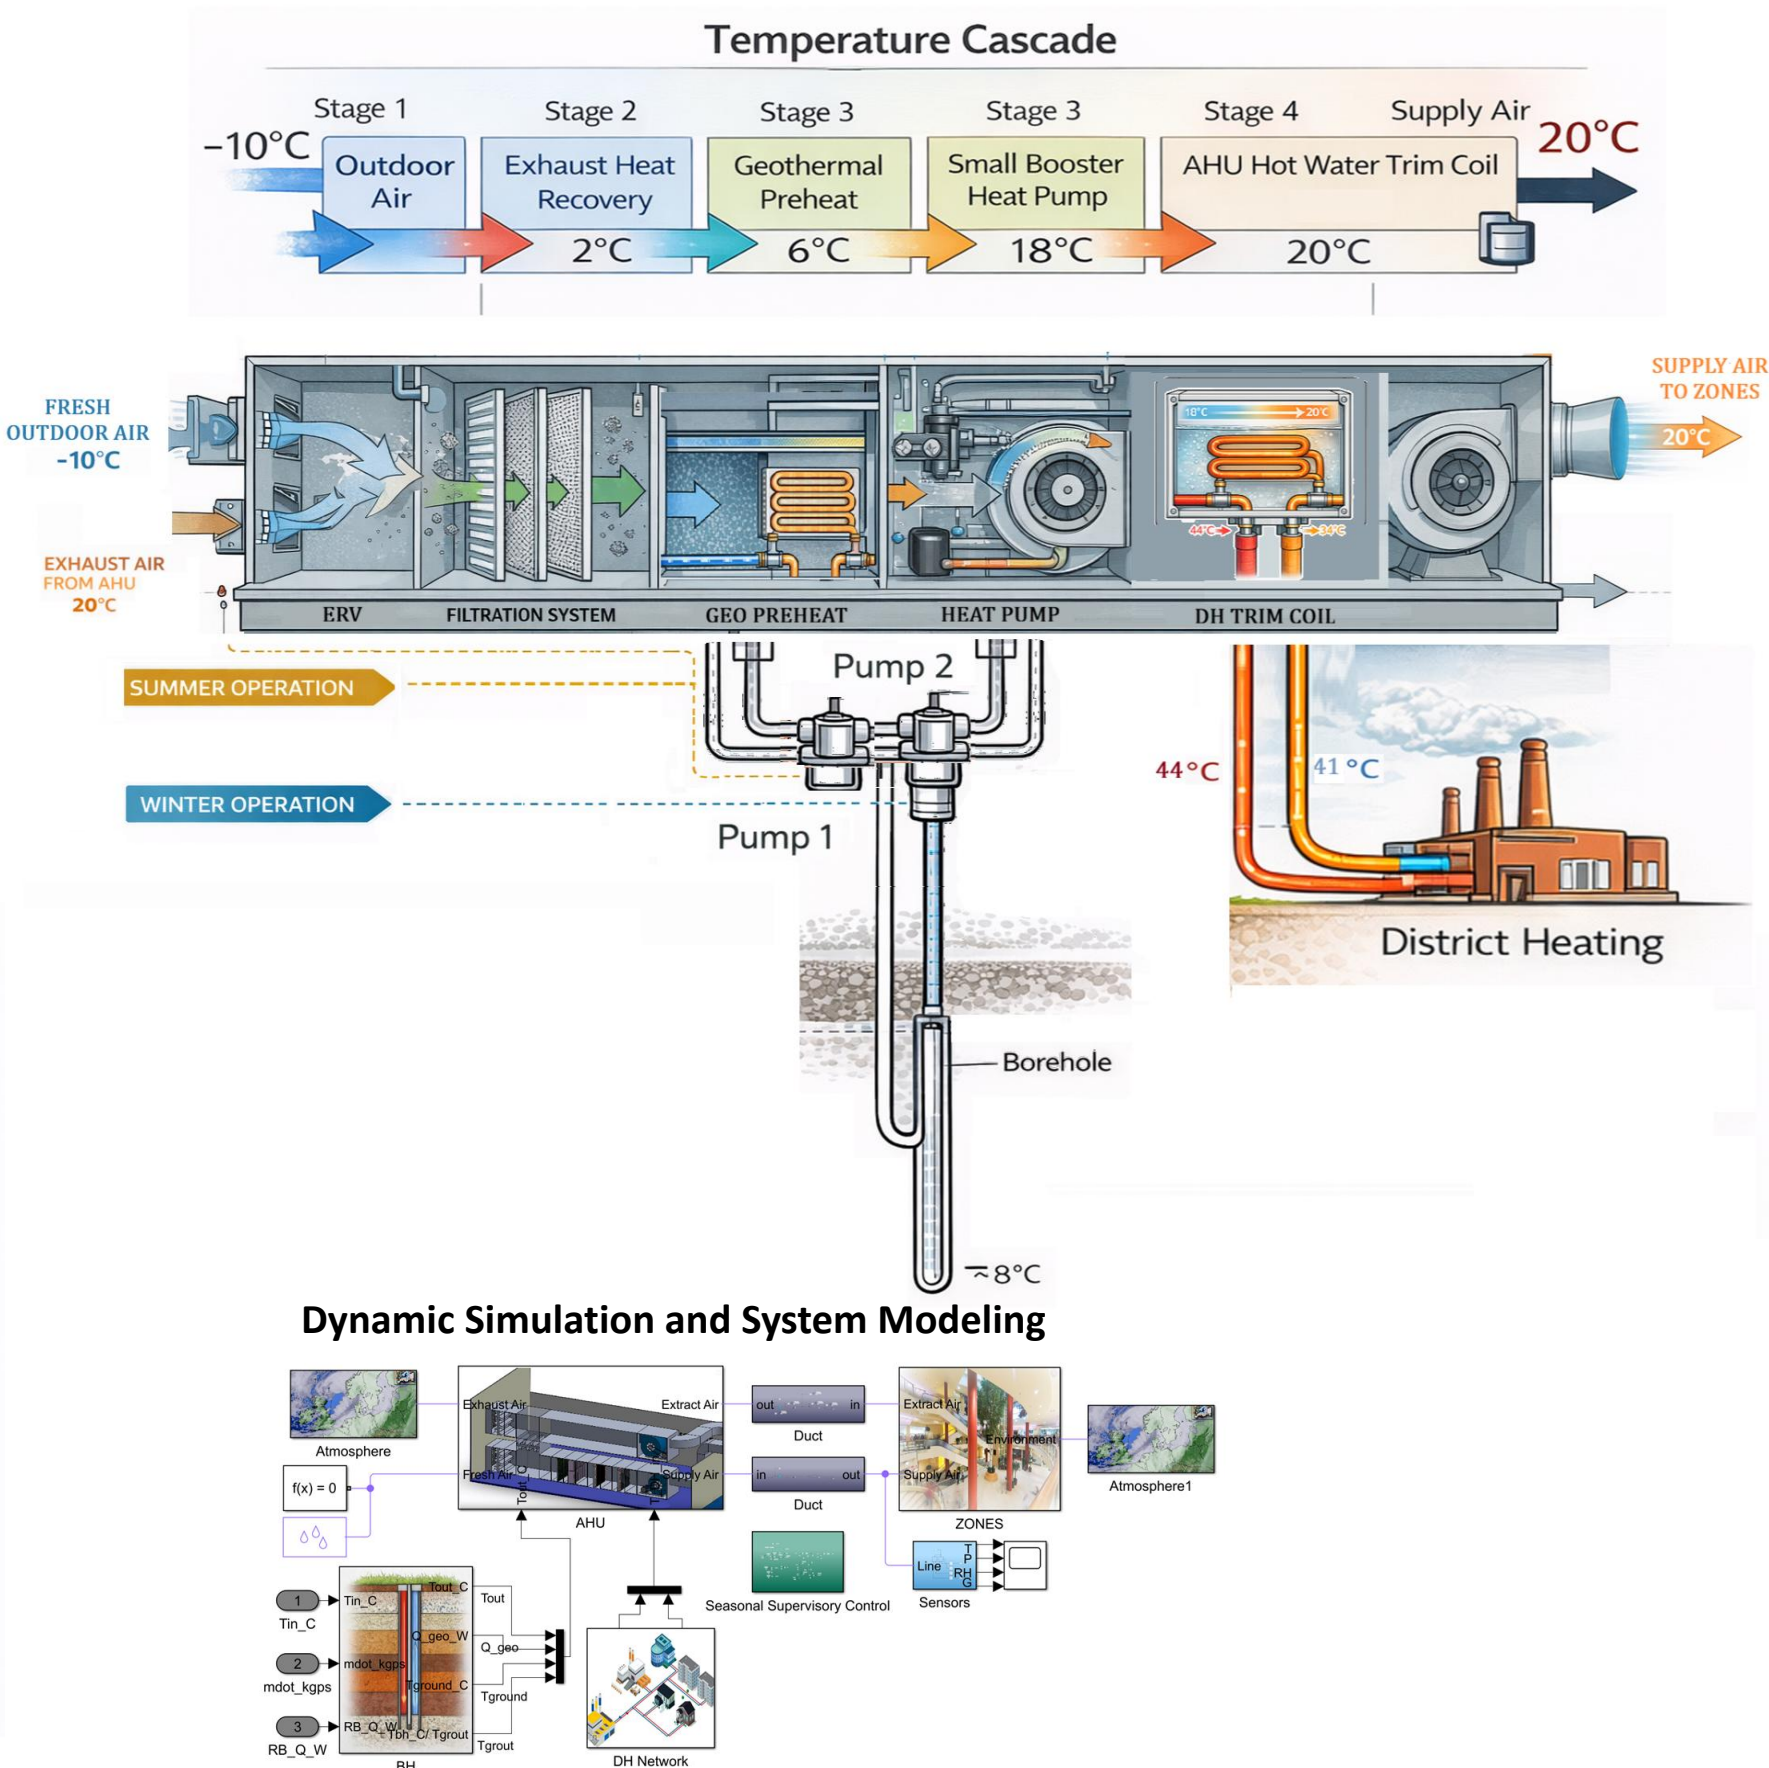 Temperature Cascade
Stage 1
Stage 2
Stage 3
Stage 3
Stage 4
Supply Air
−10°C
20°C
Outdoor
Air
Exhaust Heat
Recovery
Geothermal
Preheat
Small Booster
Heat Pump
AHU Hot Water Trim Coil
2°C
6°C
18°C
20°C
FRESH
OUTDOOR AIR
-10°C
EXHAUST AIR
FROM AHU
20°C
SUPPLY AIR
TO ZONES
20°C
18°C
20°C
44°C
34°C
ERV
FILTRATION SYSTEM
GEO PREHEAT
HEAT PUMP
DH TRIM COIL
SUMMER OPERATION
WINTER OPERATION
Pump 2
Pump 1
44°C
41 °C
District Heating
Borehole
8°C
Dynamic Simulation and System Modeling
Atmosphere
Exhaust Air
Extract Air
Fresh Air
Supply Air
AHU
out
in
Duct
in
out
Duct
Extract Air
Environment
Supply Air
ZONES
Atmosphere1
f(x) = 0
Seasonal Supervisory Control
Line
T
P
RH
G
Sensors
1
Tin_C
2
mdot_kgps
3
RB_Q_W
Tin_C
mdot_kgps
RB_Q_W
Tout_C
Q_geo_W
Tground_C
Tbh_C/ Tgrout
BH
Tout
Q_geo
Tground
Tgrout
DH Network